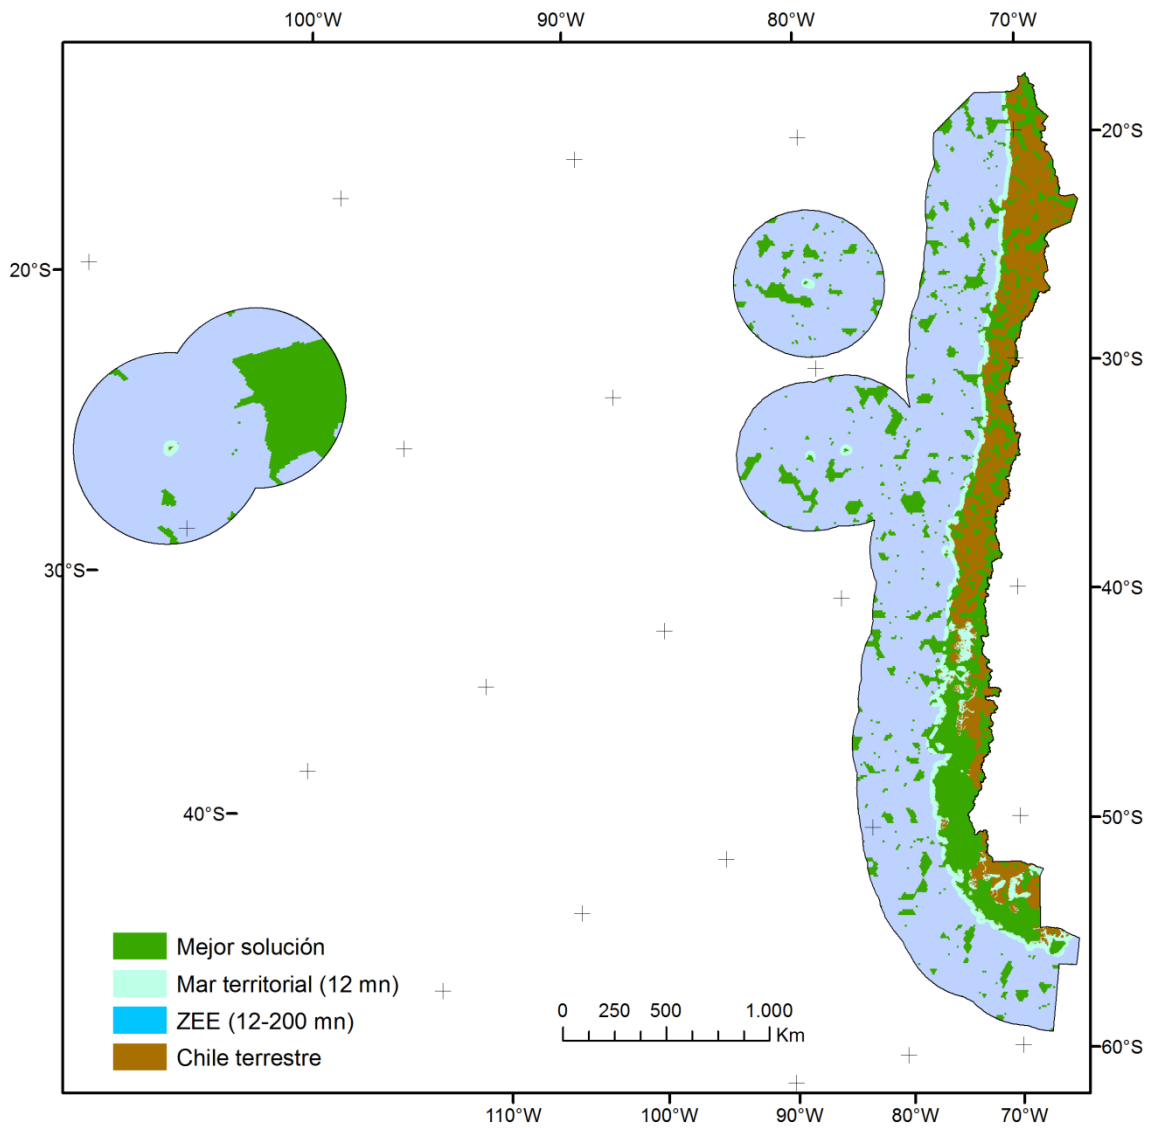 100°W 90°W 80°W 70°W
20°S
20°S
30°S
30°S
40°S
40°S
50°S
60°S
Mejor solución
Mar territorial (12 mn)
ZEE (12-200 mn)
Chile terrestre
0 250 500 1.000
Km
110°W 100°W 90°W 80°W 70°W